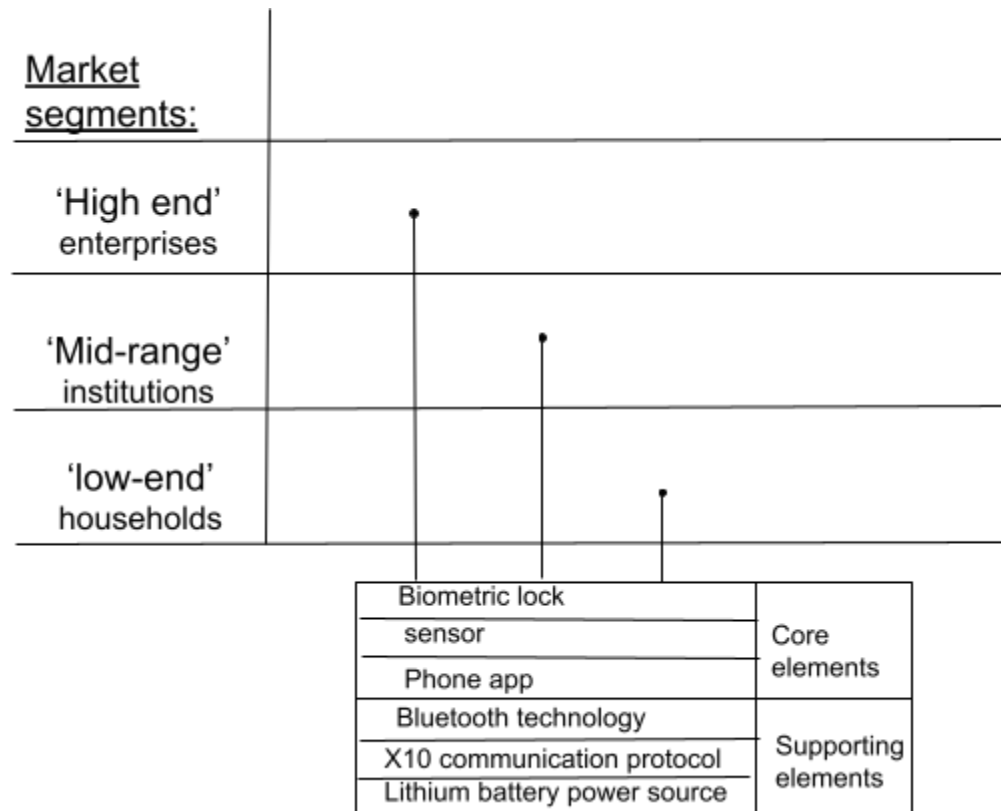 Market
segments:
‘High end’
enterprises
‘Mid-range’
institutions
‘low-end’
households
Biometric lock
sensor
Phone app
Core
elements
Bluetooth technology
X10 communication protocol
Lithium battery power source
Supporting
elements